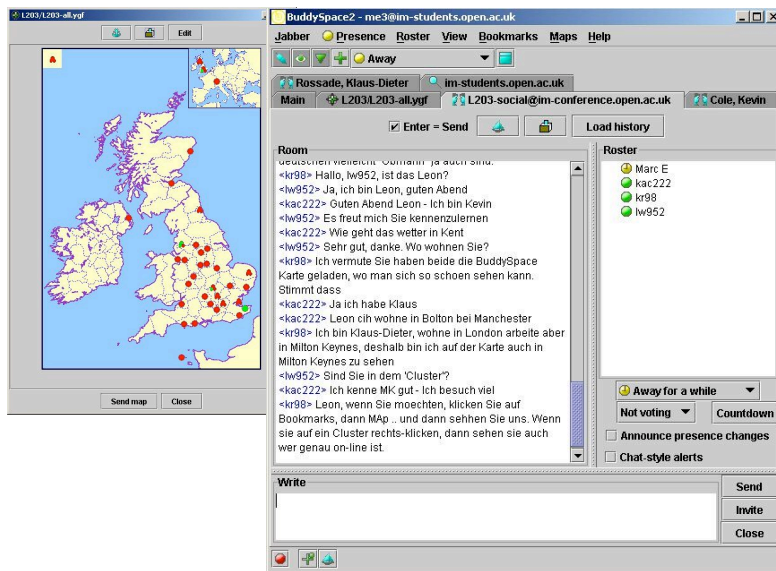 L203/L203-all.ygf
Edit
Send map
Close
BuddySpace2 - me3@im-students.open.ac.uk
Jabber Presence Roster View Bookmarks Maps Help
Away
Rossade, Klaus-Dieter
im-students.open.ac.uk
Main
L203/L203-all.ygf
L203-social@im-conference.open.ac.uk
Cole, Kevin
Enter = Send
Load history
Room
deutschen vielleicht 'Obmann' ja auch sind.
<kr98> Hallo, lw952, ist das Leon?
<lw952> Ja, ich bin Leon, guten Abend
<kac222> Guten Abend Leon - Ich bin Kevin
<lw952> Es freut mich Sie kennenzulernen
<kac222> Wie geht das wetter in Kent
<lw952> Sehr gut, danke. Wo wohnen Sie?
<kr98> Ich vermute Sie haben beide die BuddySpace
Karte geladen, wo man sich so schoen sehen kann.
Stimmt dass
<kac222> Ja ich habe Klaus
<kac222> Leon cih wohne in Bolton bei Manchester
<kr98> Ich bin Klaus-Dieter, wohne in London arbeite aber
in Milton Keynes, deshalb bin ich auf der Karte auch in
Milton Keynes zu sehen
<lw952> Sind Sie in dem 'Cluster'?
<kac222> Ich kenne MK gut - Ich besuch viel
<kr98> Leon, wenn Sie moechten, klicken Sie auf
Bookmarks, dann MAp .. und dann sehhen Sie uns. Wenn
sie auf ein Cluster rechts-klicken, dann sehen sie auch
wer genau on-line ist.
Roster
Marc E
kac222
kr98
lw952
Away for a while
Not voting
Countdown
Announce presence changes
Chat-style alerts
Write
Send
Invite
Close